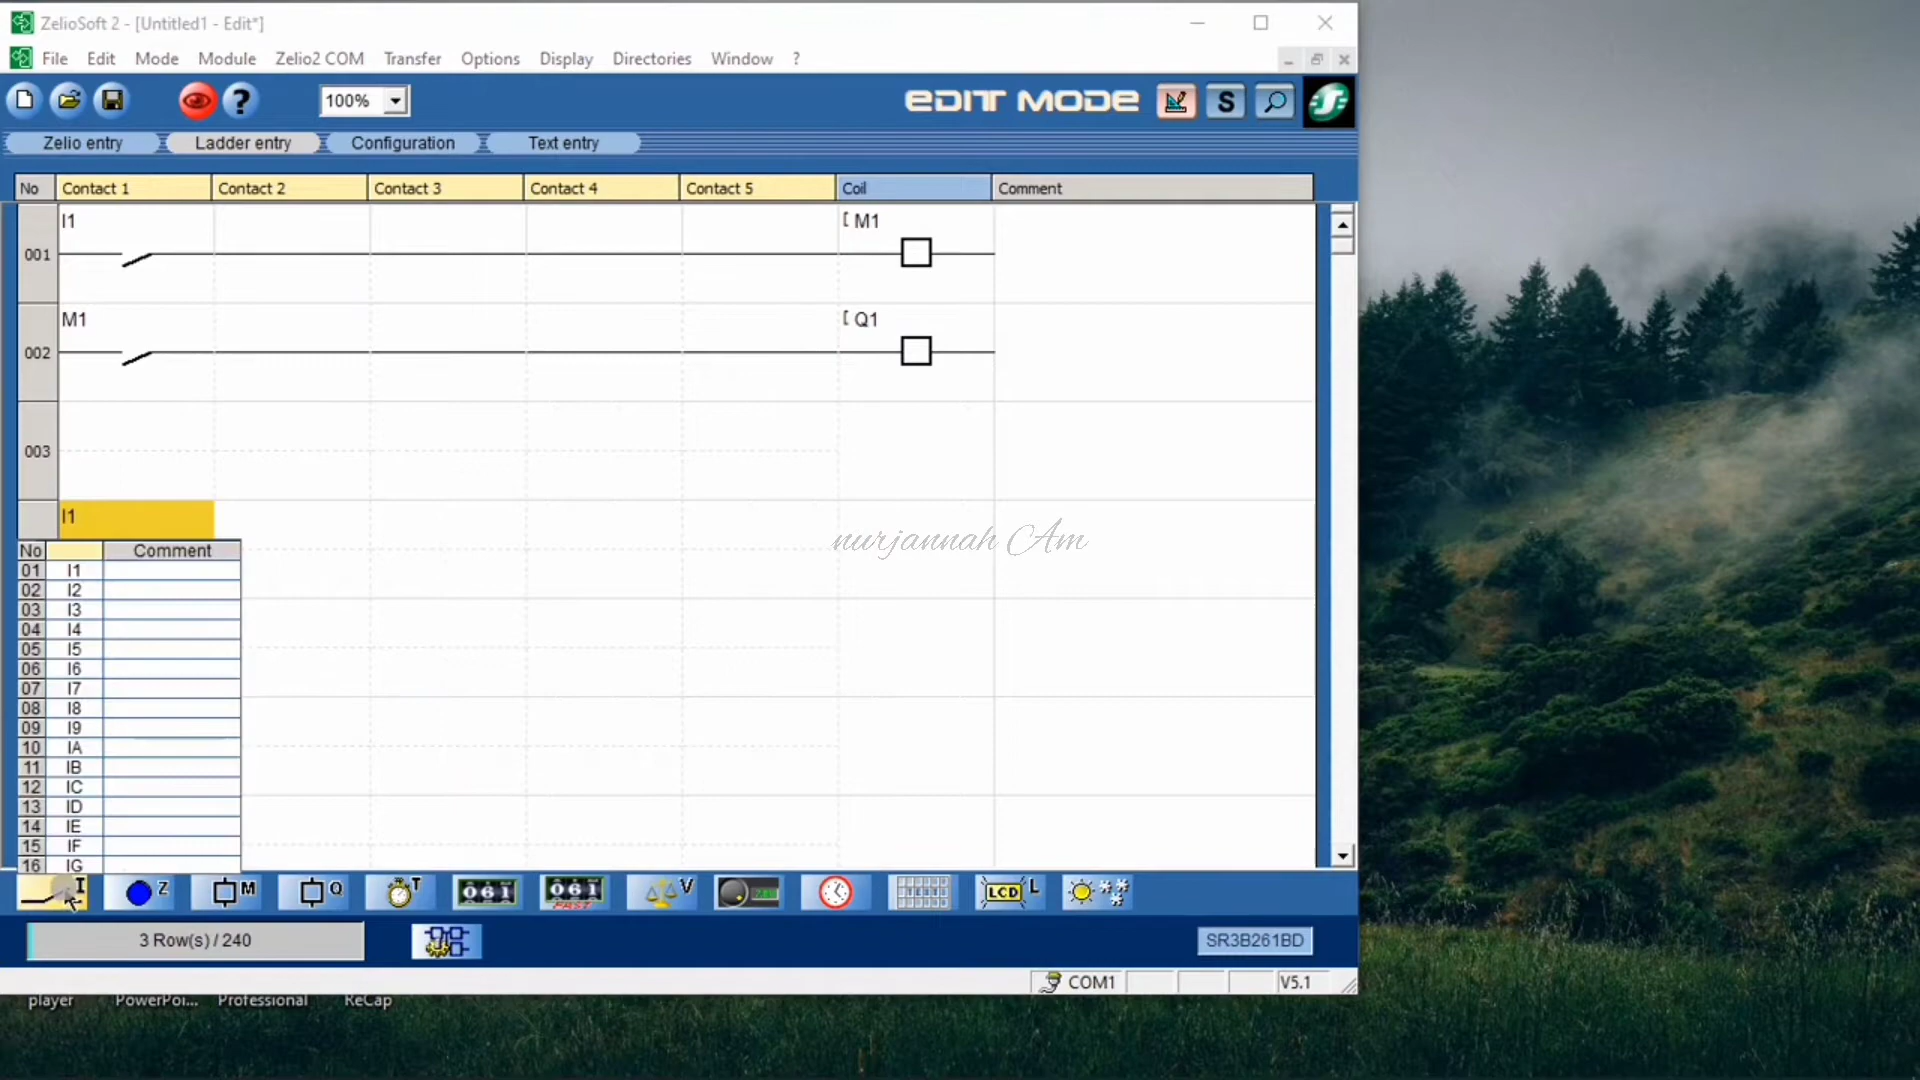 ZelioSoft 2 - [Untitled1 - Edit*]
File Edit Mode Module Zelio2 COM Transfer Options Display Directories Window ?
? 100% EDIT MODE S
Zelio entry Ladder entry Configuration Text entry
No Contact 1 Contact 2 Contact 3 Contact 4 Contact 5 Coil Comment
I1 [ M1
001
M1 [ Q1
002
003
I1
nurjannah Am
No Comment
01 I1
02 I2
03 I3
04 I4
05 I5
06 I6
07 I7
08 I8
09 I9
10 IA
11 IB
12 IC
13 ID
14 IE
15 IF
16 IG
I Z M Q T 061 061 FAST V LCD L
3 Row(s) / 240 SR3B261BD
COM1 V5.1
player PowerPoi... Professional ReCap